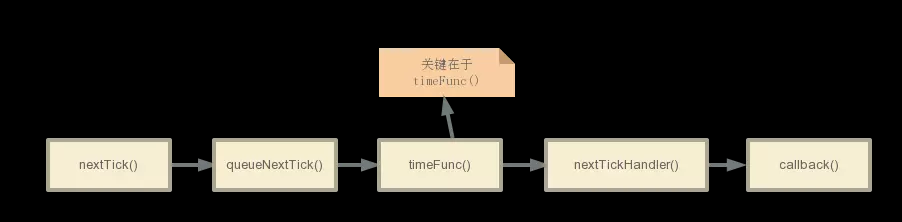 关键在于
timeFunc()
nextTick()
queueNextTick()
timeFunc()
nextTickHandler()
callback()